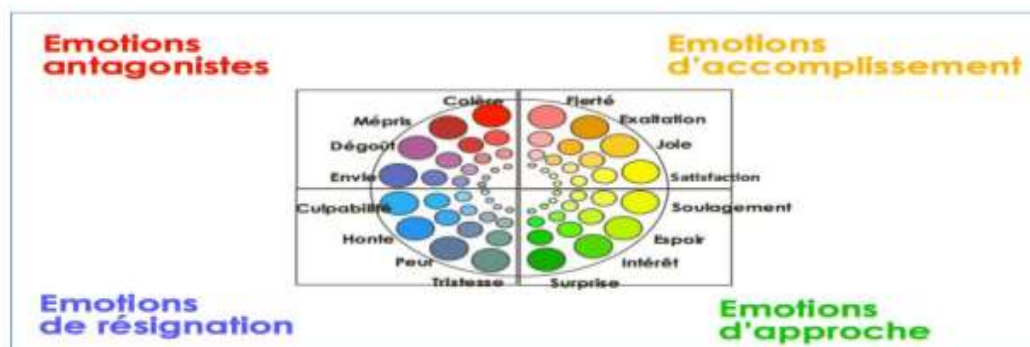 Emotions
antagonistes
Emotions
d'accomplissement
Colère
Fierté
Mépris
Exaltation
Dégoût
Joie
Envie
Satisfaction
Culpabilité
Soulagement
Honte
Espoir
Peur
Intérêt
Tristesse
Surprise
Emotions
de résignation
Emotions
d'approche